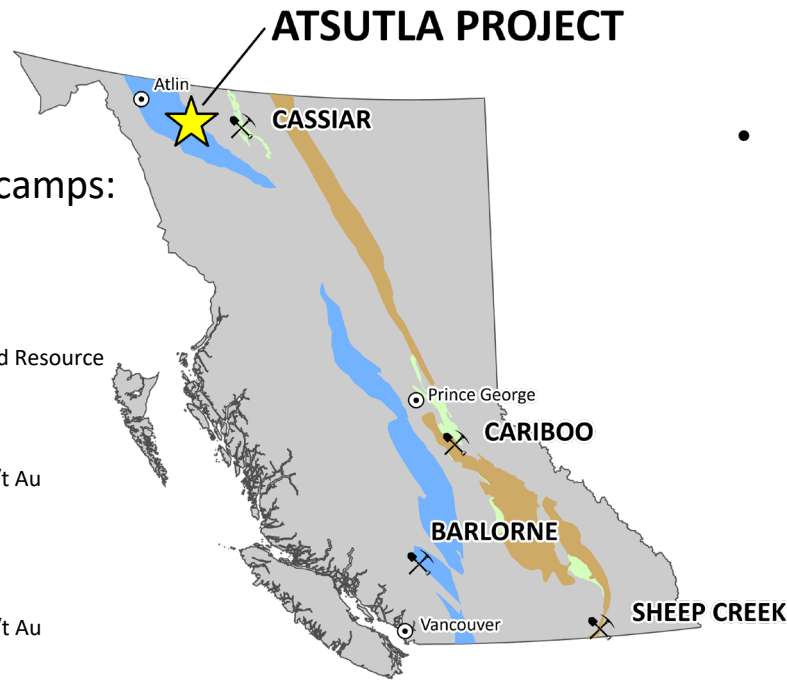 ATSUTLA PROJECT
Atlin
CASSIAR
•
camps:
d Resource
Prince George
CARIBOO
/t Au
BARLORNE
SHEEP CREEK
Vancouver
/t Au